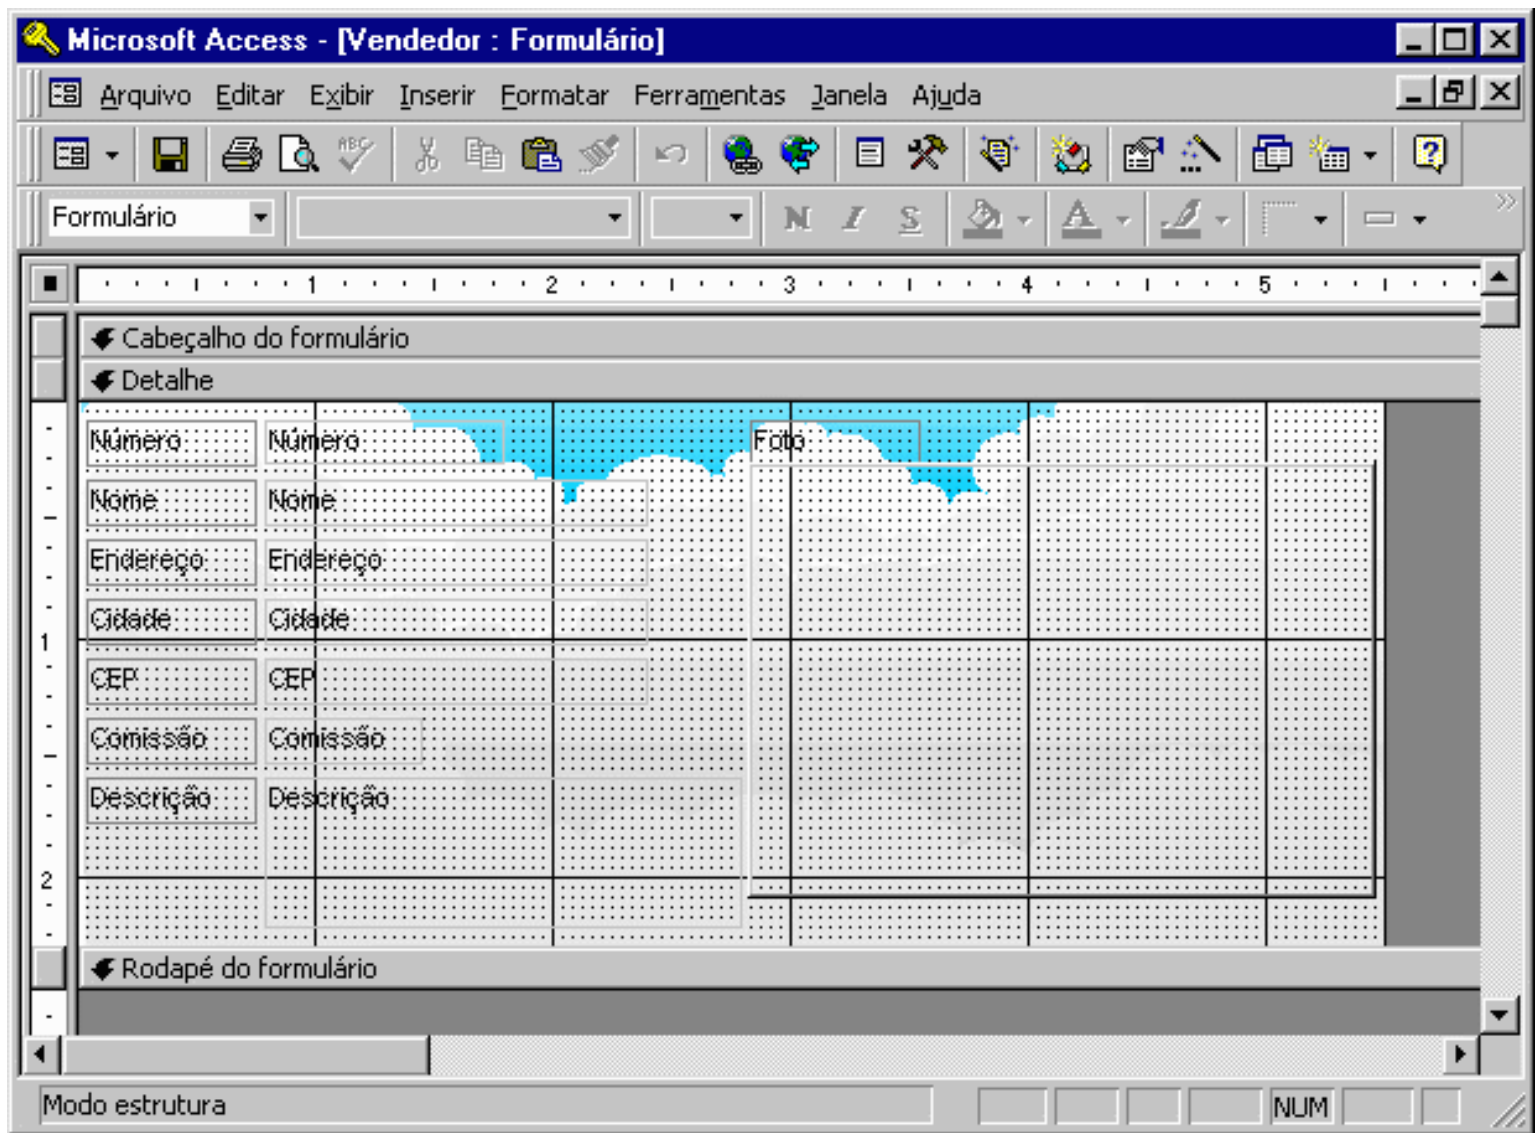 Microsoft Access - [Vendedor : Formulário]
Arquivo Editar Exibir Inserir Formatar Ferramentas Janela Ajuda
ABC
Formulário N I S A
1 2 3 4 5
Cabeçalho do formulário
Detalhe
Número Número Foto
Nome Nome
Endereço Endereço
Cidade Cidade
1
CEP CEP
Comissão Comissão
Descrição Descrição
2
Rodapé do formulário
Modo estrutura NUM